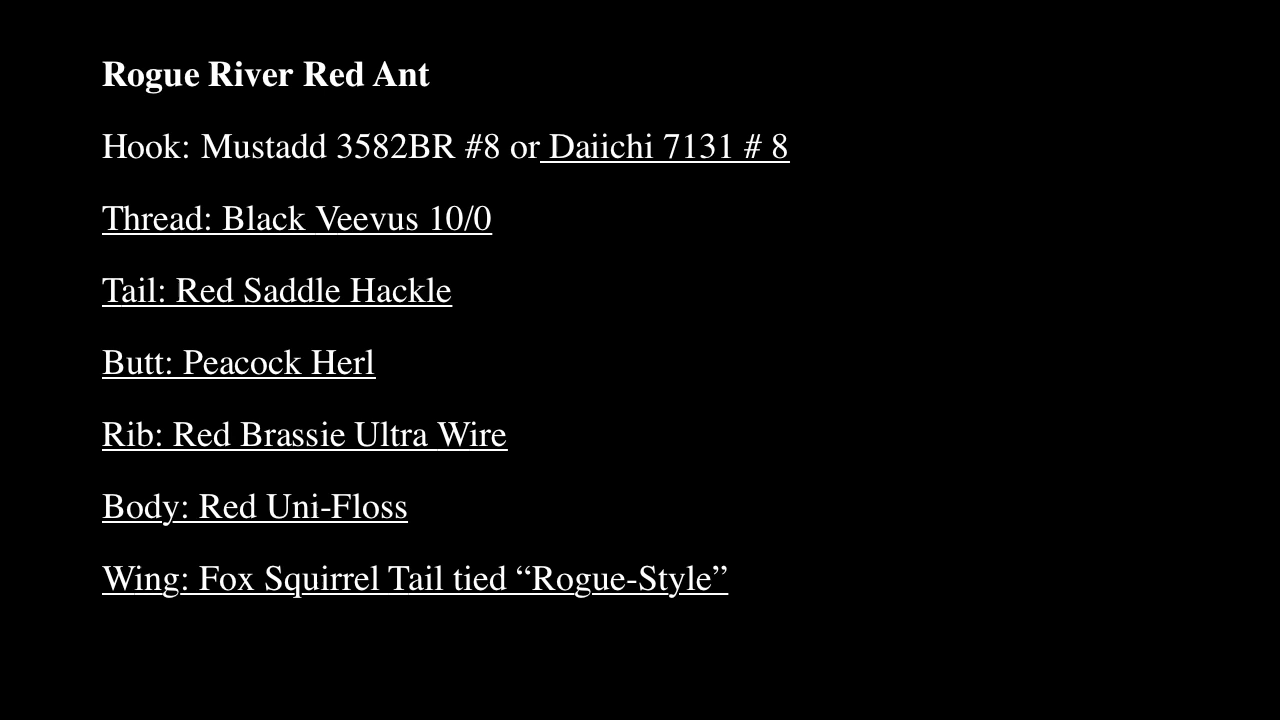 Rogue River Red Ant
Hook: Mustadd 3582BR #8 or Daiichi 7131 # 8
Thread: Black Veevus 10/0
Tail: Red Saddle Hackle
Butt: Peacock Herl
Rib: Red Brassie Ultra Wire
Body: Red Uni-Floss
Wing: Fox Squirrel Tail tied “Rogue-Style”